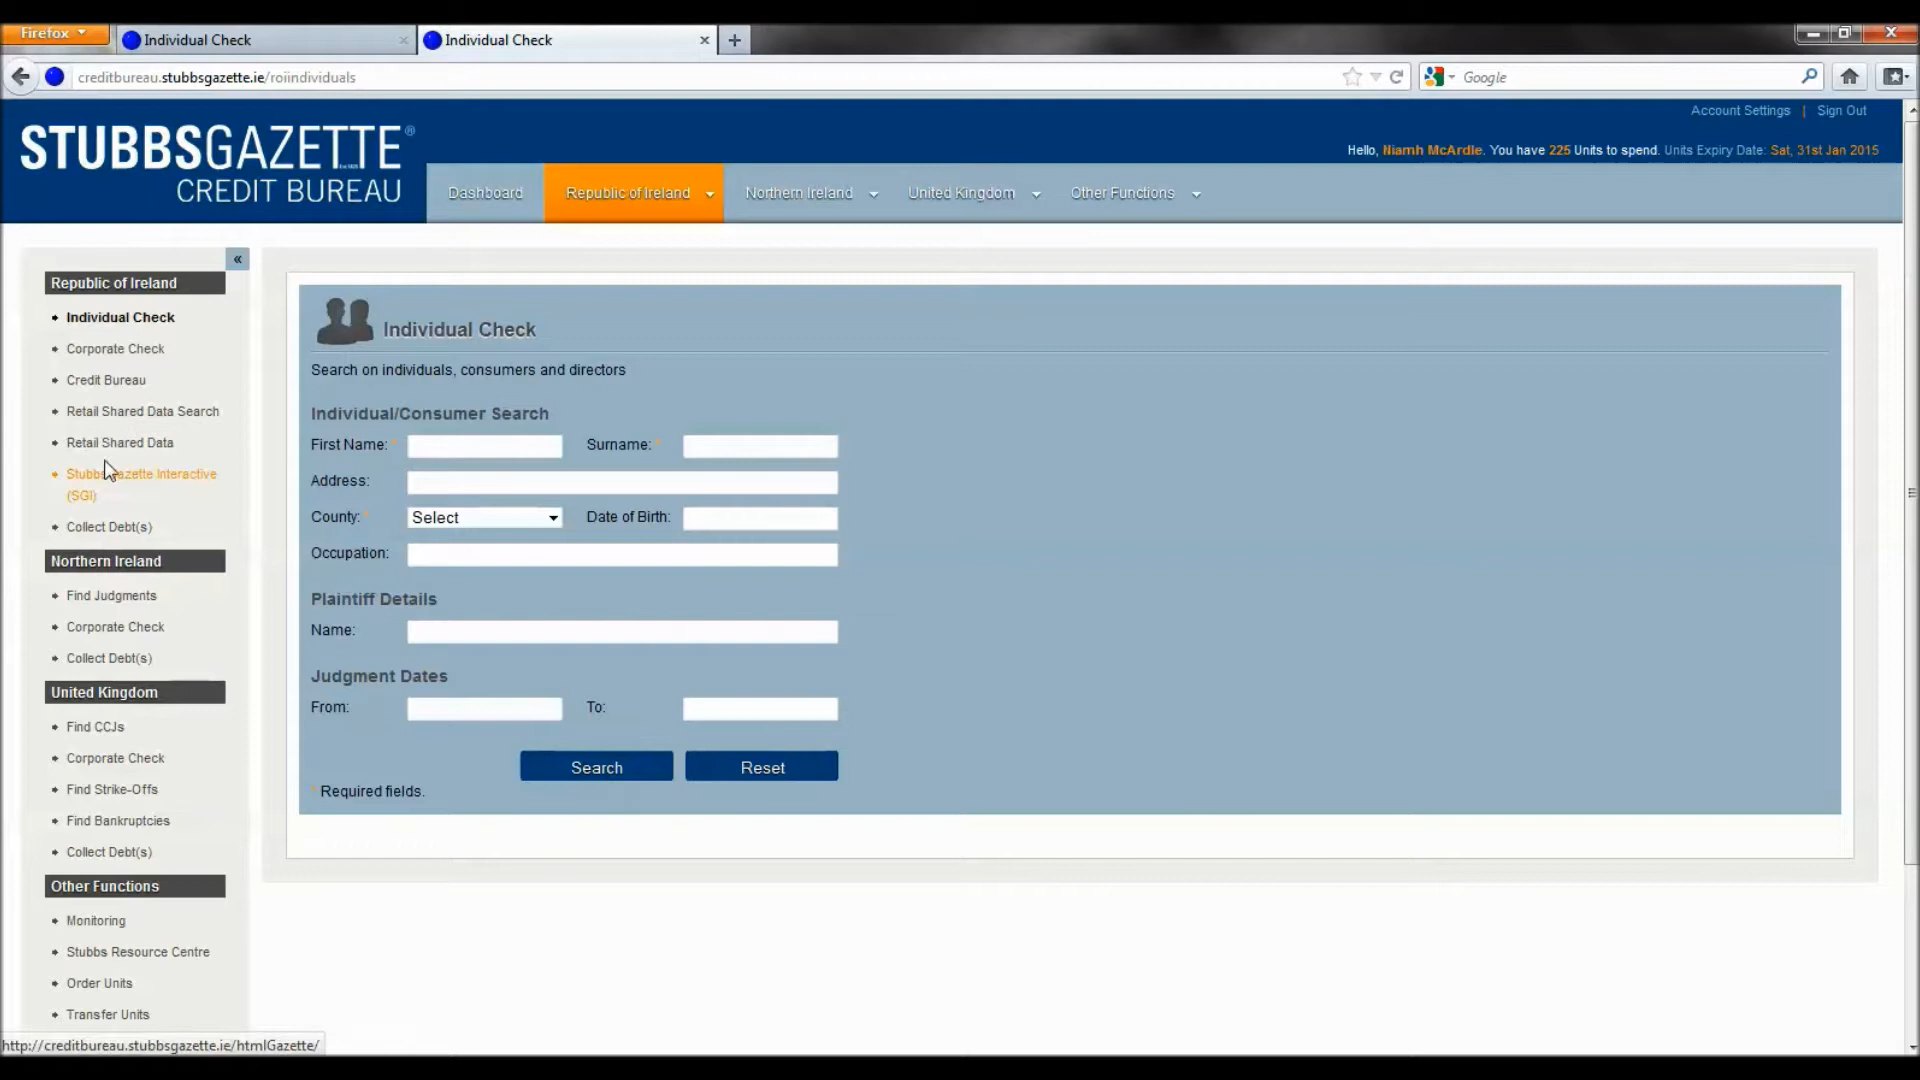 Firefox
Individual Check
Individual Check
creditbureau.stubbsgazette.ie/roiindividuals
Google
STUBBSGAZETTE®
CREDIT BUREAU
Account Settings | Sign Out
Hello, Niamh McArdle. You have 225 Units to spend. Units Expiry Date: Sat, 31st Jan 2015
Dashboard
Republic of Ireland
Northern Ireland
United Kingdom
Other Functions
«
Republic of Ireland
Individual Check
Corporate Check
Credit Bureau
Retail Shared Data Search
Retail Shared Data
StubbsGazette Interactive
(SGI)
Collect Debt(s)
Northern Ireland
Find Judgments
Corporate Check
Collect Debt(s)
United Kingdom
Find CCJs
Corporate Check
Find Strike-Offs
Find Bankruptcies
Collect Debt(s)
Other Functions
Monitoring
Stubbs Resource Centre
Order Units
Transfer Units
Individual Check
Search on individuals, consumers and directors
Individual/Consumer Search
First Name: *
Surname: *
Address:
County: * Select
Date of Birth:
Occupation:
Plaintiff Details
Name:
Judgment Dates
From:
To:
Search
Reset
* Required fields.
http://creditbureau.stubbsgazette.ie/htmlGazette/